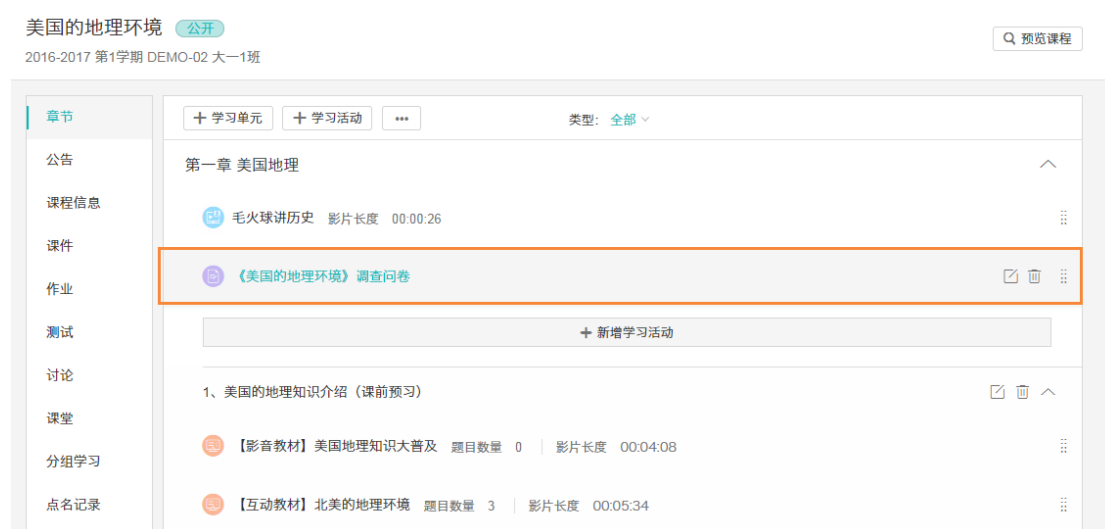 美国的地理环境 公开
2016-2017 第1学期 DEMO-02 大一1班
预览课程
章节
公告
课程信息
课件
作业
测试
讨论
课堂
分组学习
点名记录
+ 学习单元 + 学习活动 ••• 类型: 全部
第一章 美国地理
毛火球讲历史 影片长度 00:00:26
《美国的地理环境》调查问卷
+ 新增学习活动
1、美国的地理知识介绍（课前预习）
【影音教材】美国地理知识大普及 题目数量 0 影片长度 00:04:08
【互动教材】北美的地理环境 题目数量 3 影片长度 00:05:34